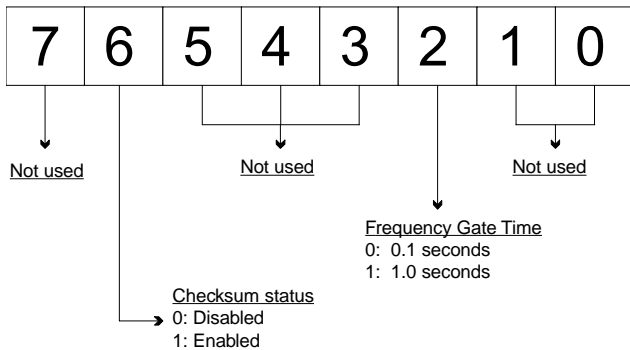 7 6 5 4 3 2 1 0
Not used
Not used
Not used
Frequency Gate Time
0: 0.1 seconds
1: 1.0 seconds
Checksum status
0: Disabled
1: Enabled